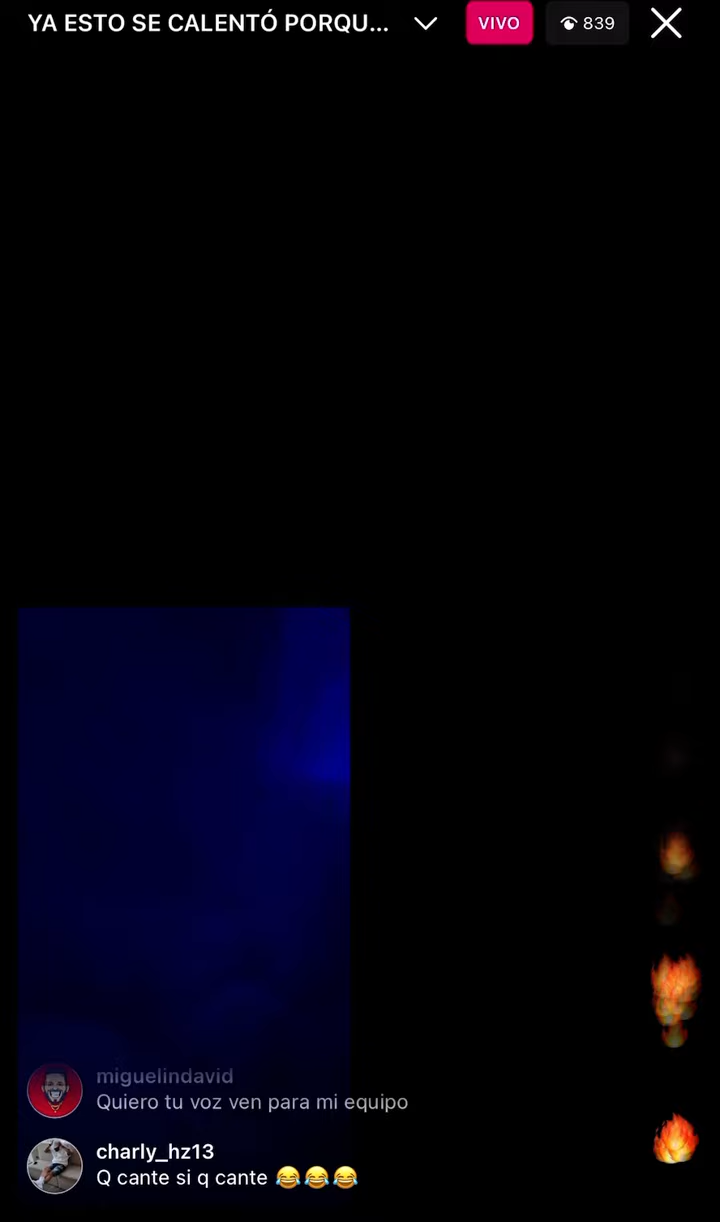 YA ESTO SE CALENTÓ PORQU...
VIVO
839
miguelindavid
Quiero tu voz ven para mi equipo
charly_hz13
Q cante si q cante 😂😂😂